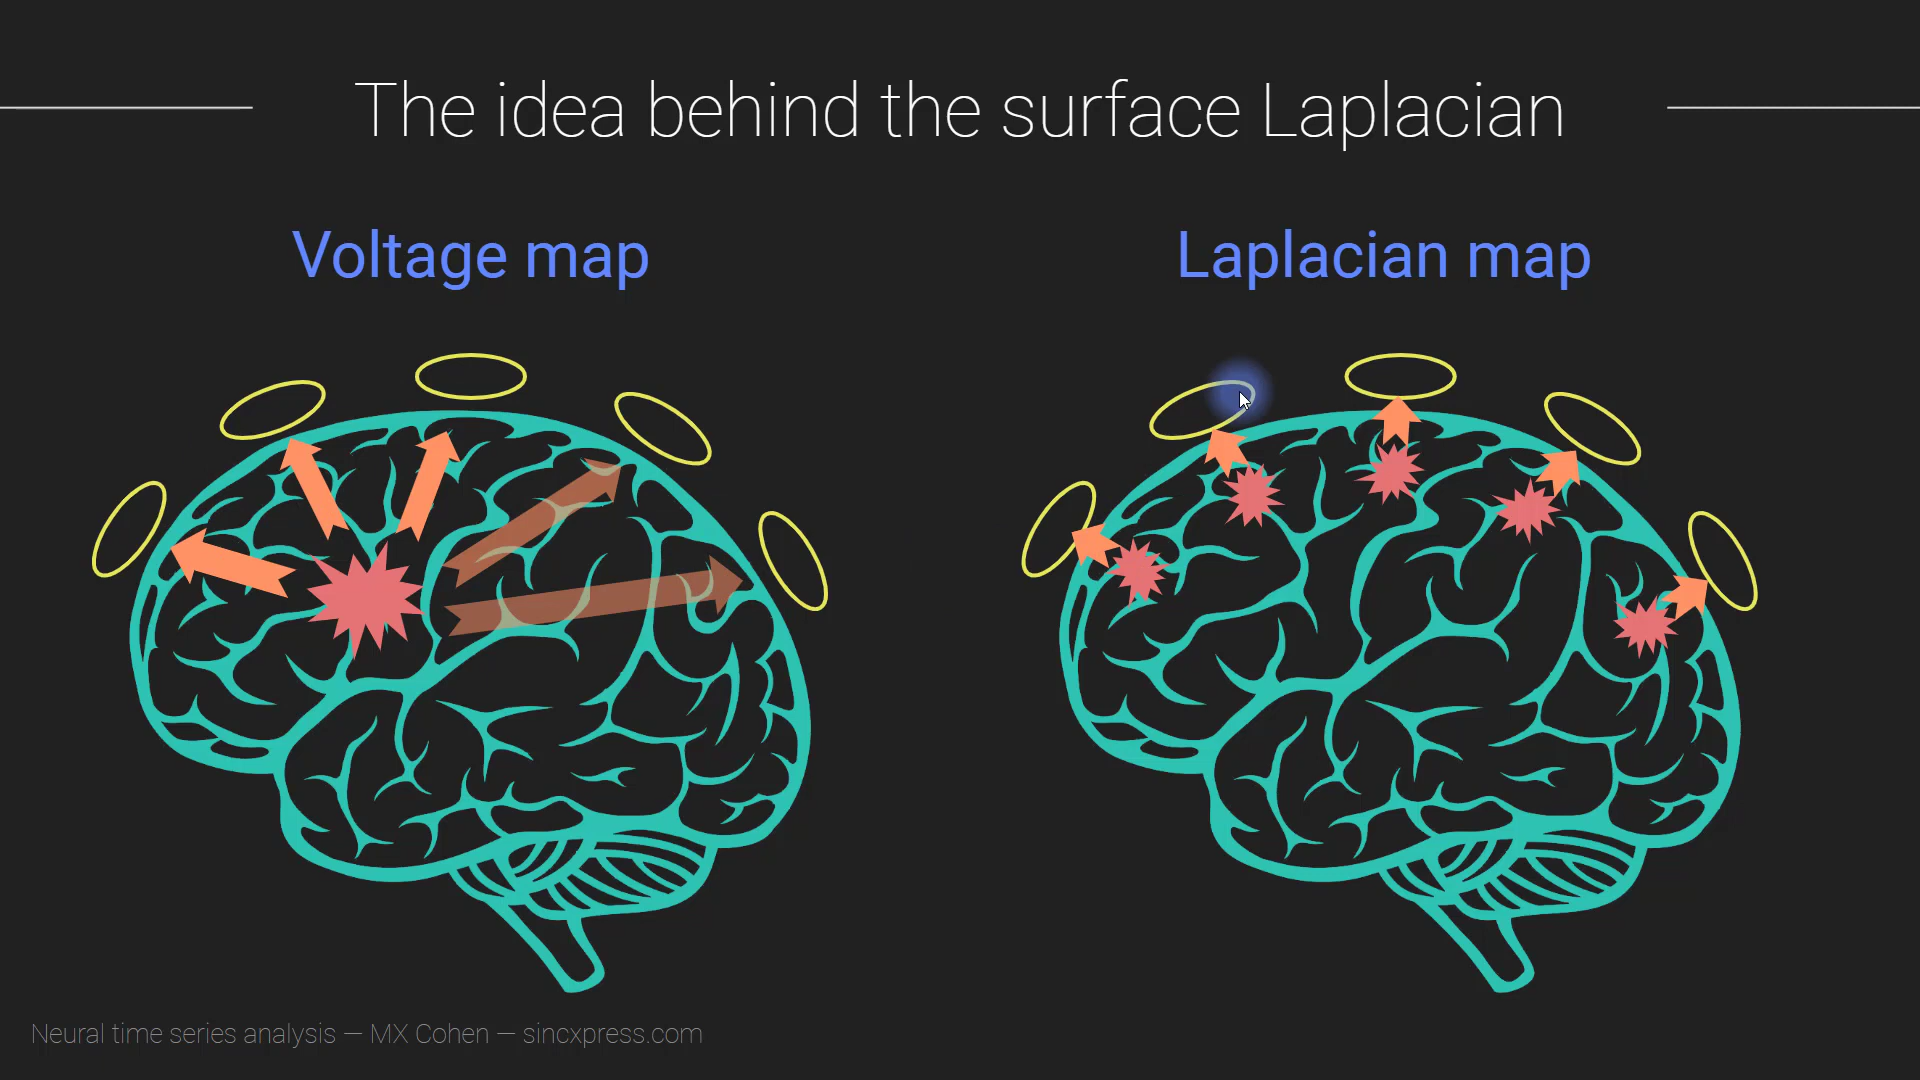 The idea behind the surface Laplacian
Voltage map
Laplacian map
Neural time series analysis — MX Cohen — sincxpress.com